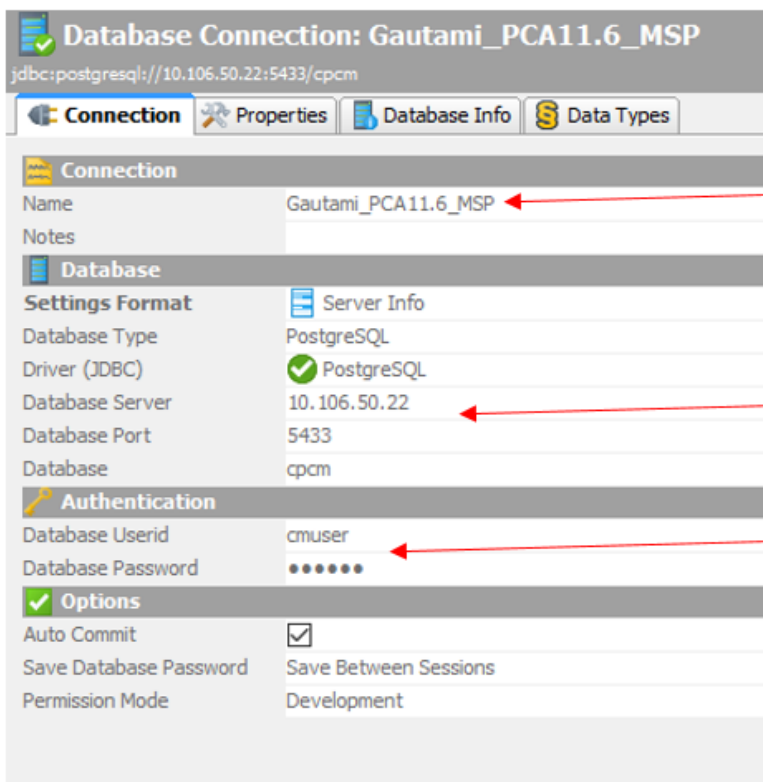 Database Connection: Gautami_PCA11.6_MSP
jdbc:postgresql://10.106.50.22:5433/cpcm
Connection Properties Database Info Data Types
Connection
Name Gautami_PCA11.6_MSP
Notes
Database
Settings Format Server Info
Database Type PostgreSQL
Driver (JDBC) PostgreSQL
Database Server 10.106.50.22
Database Port 5433
Database cpcm
Authentication
Database Userid cmuser
Database Password ●●●●●●
Options
Auto Commit
Save Database Password Save Between Sessions
Permission Mode Development